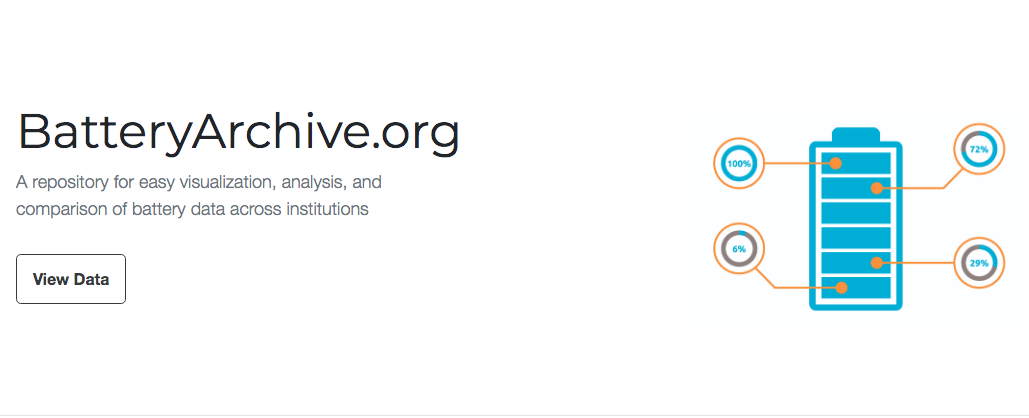 BatteryArchive.org
A repository for easy visualization, analysis, and
comparison of battery data across institutions
View Data
100%
72%
6%
29%